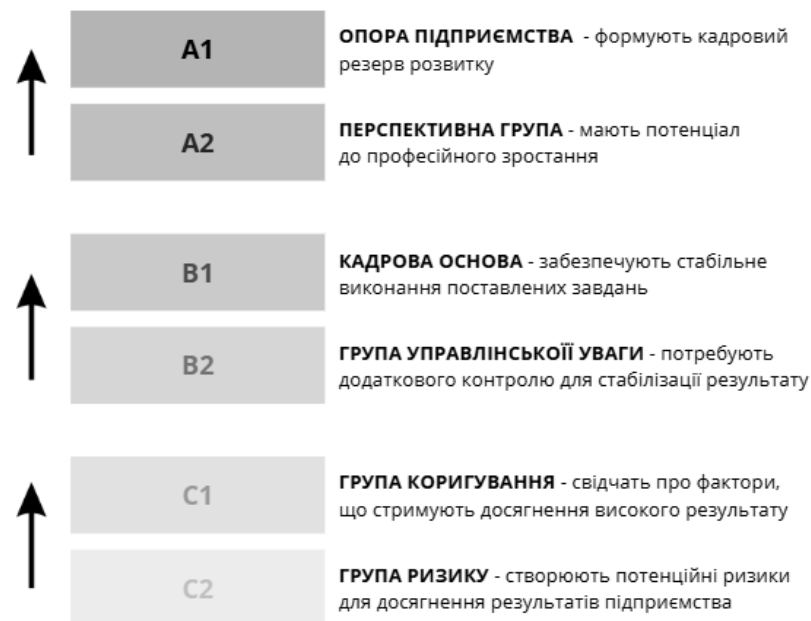 A1
ОПОРА ПІДПРИЄМСТВА - формують кадровий
резерв розвитку
A2
ПЕРСПЕКТИВНА ГРУПА - мають потенціал
до професійного зростання
B1
КАДРОВА ОСНОВА - забезпечують стабільне
виконання поставлених завдань
B2
ГРУПА УПРАВЛІНСЬКОЇЇ УВАГИ - потребують
додаткового контролю для стабілізації результату
C1
ГРУПА КОРИГУВАННЯ - свідчать про фактори,
що стримують досягнення високого результату
C2
ГРУПА РИЗИКУ - створюють потенційні ризики
для досягнення результатів підприємства